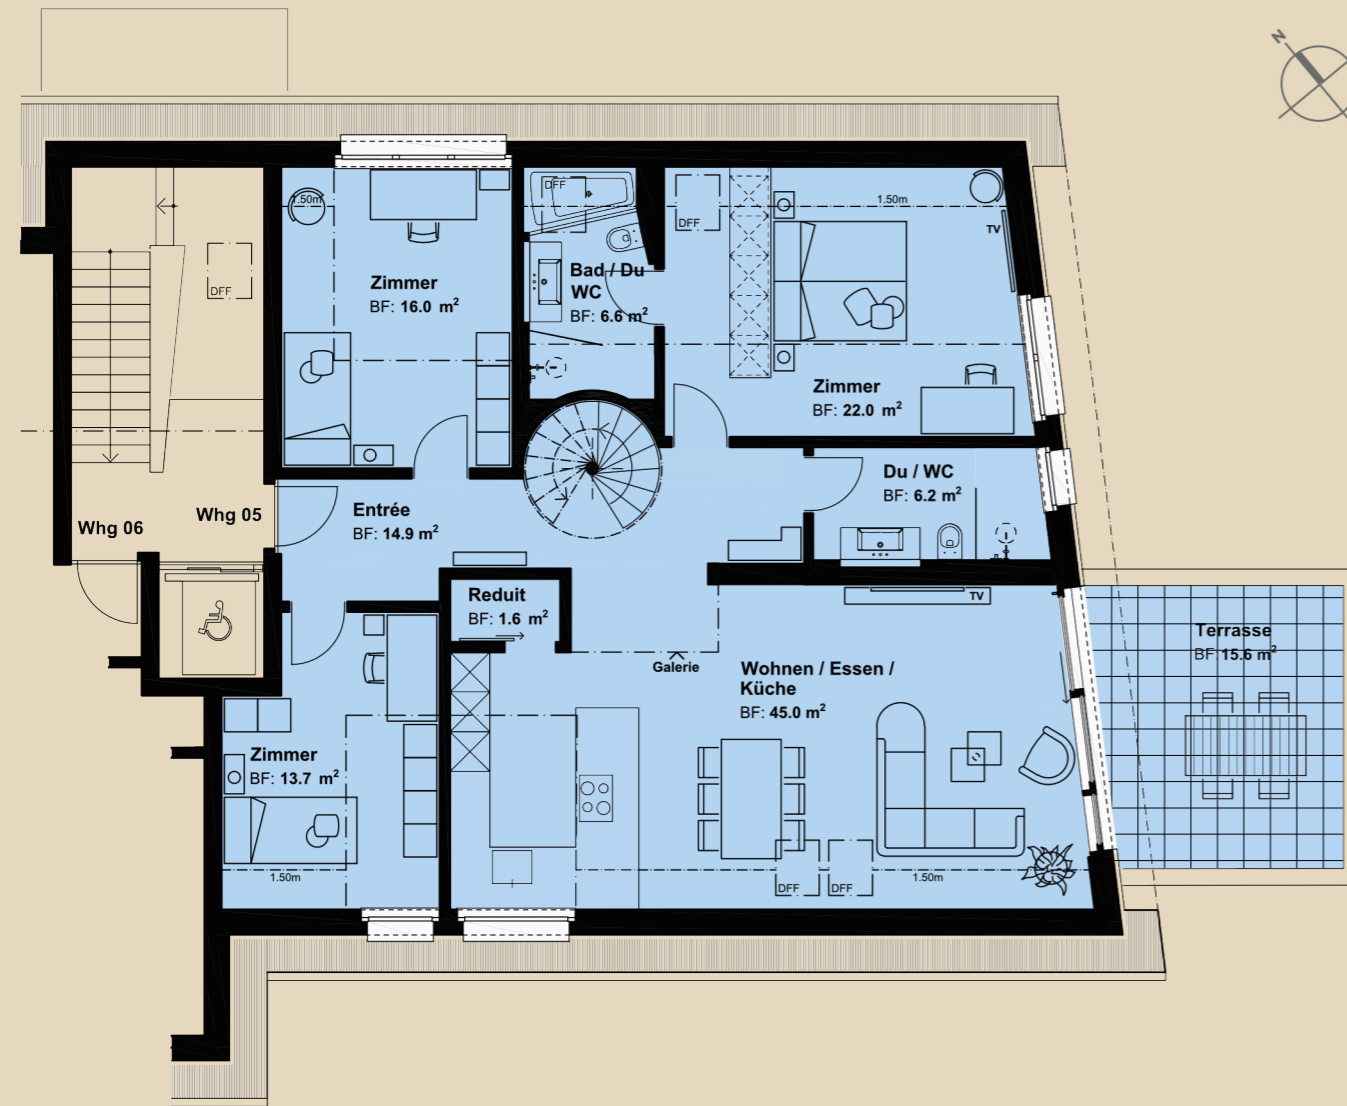 N
DFF
1.50m
DFF
1.50m
DFF
TV
DFF
Zimmer
BF: 16.0 m²
Bad / Du
WC
BF: 6.6 m²
Zimmer
BF: 22.0 m²
Du / WC
BF: 6.2 m²
Entrée
BF: 14.9 m²
Whg 05
Whg 06
Reduit
BF: 1.6 m²
TV
Terrasse
BF: 15.6 m²
Galerie
Wohnen / Essen /
Küche
BF: 45.0 m²
Zimmer
BF: 13.7 m²
1.50m
DFF
DFF
1.50m